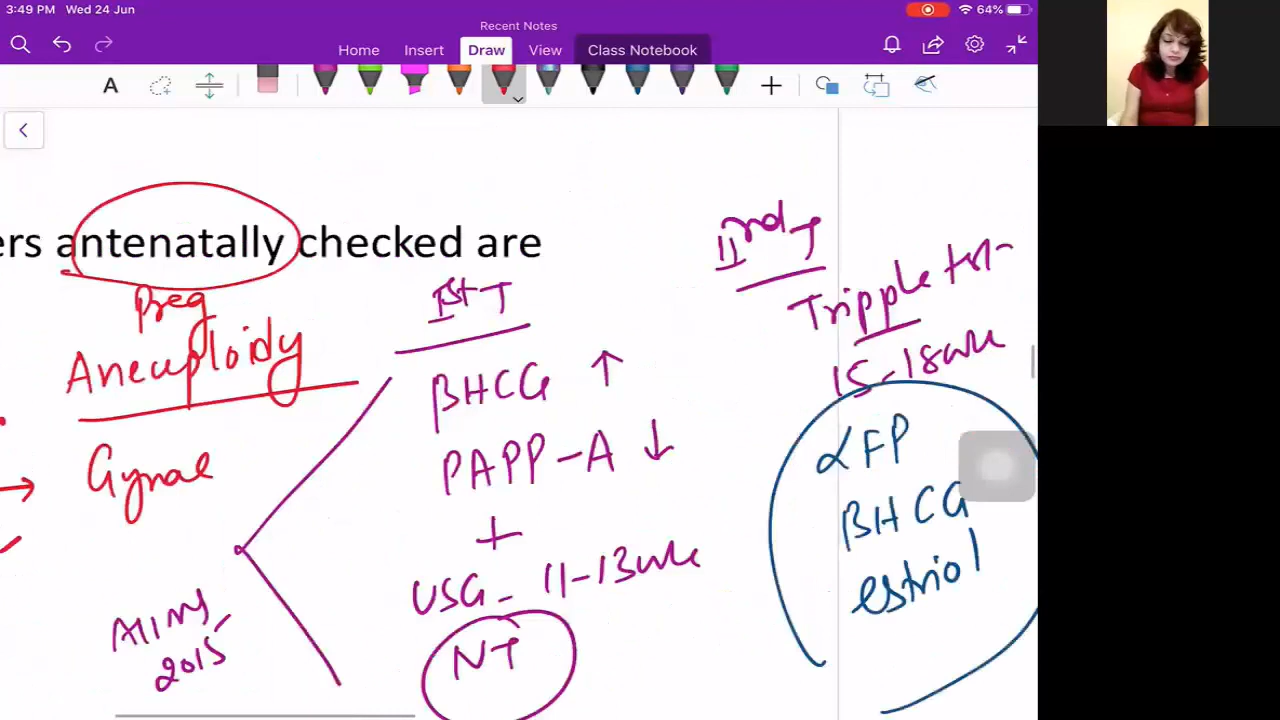 3:49 PM Wed 24 Jun
64%
Recent Notes
Home Insert Draw View Class Notebook
A
ers antenatally checked are
Preg
Aneuploidy
Gynae
AIIMS
2015
Ist T
βHCG ↑
PAPP-A ↓
+
USG - 11-13wk
NT
IInd T
Tripple test
15-18wk
αFP
βHCG
estriol